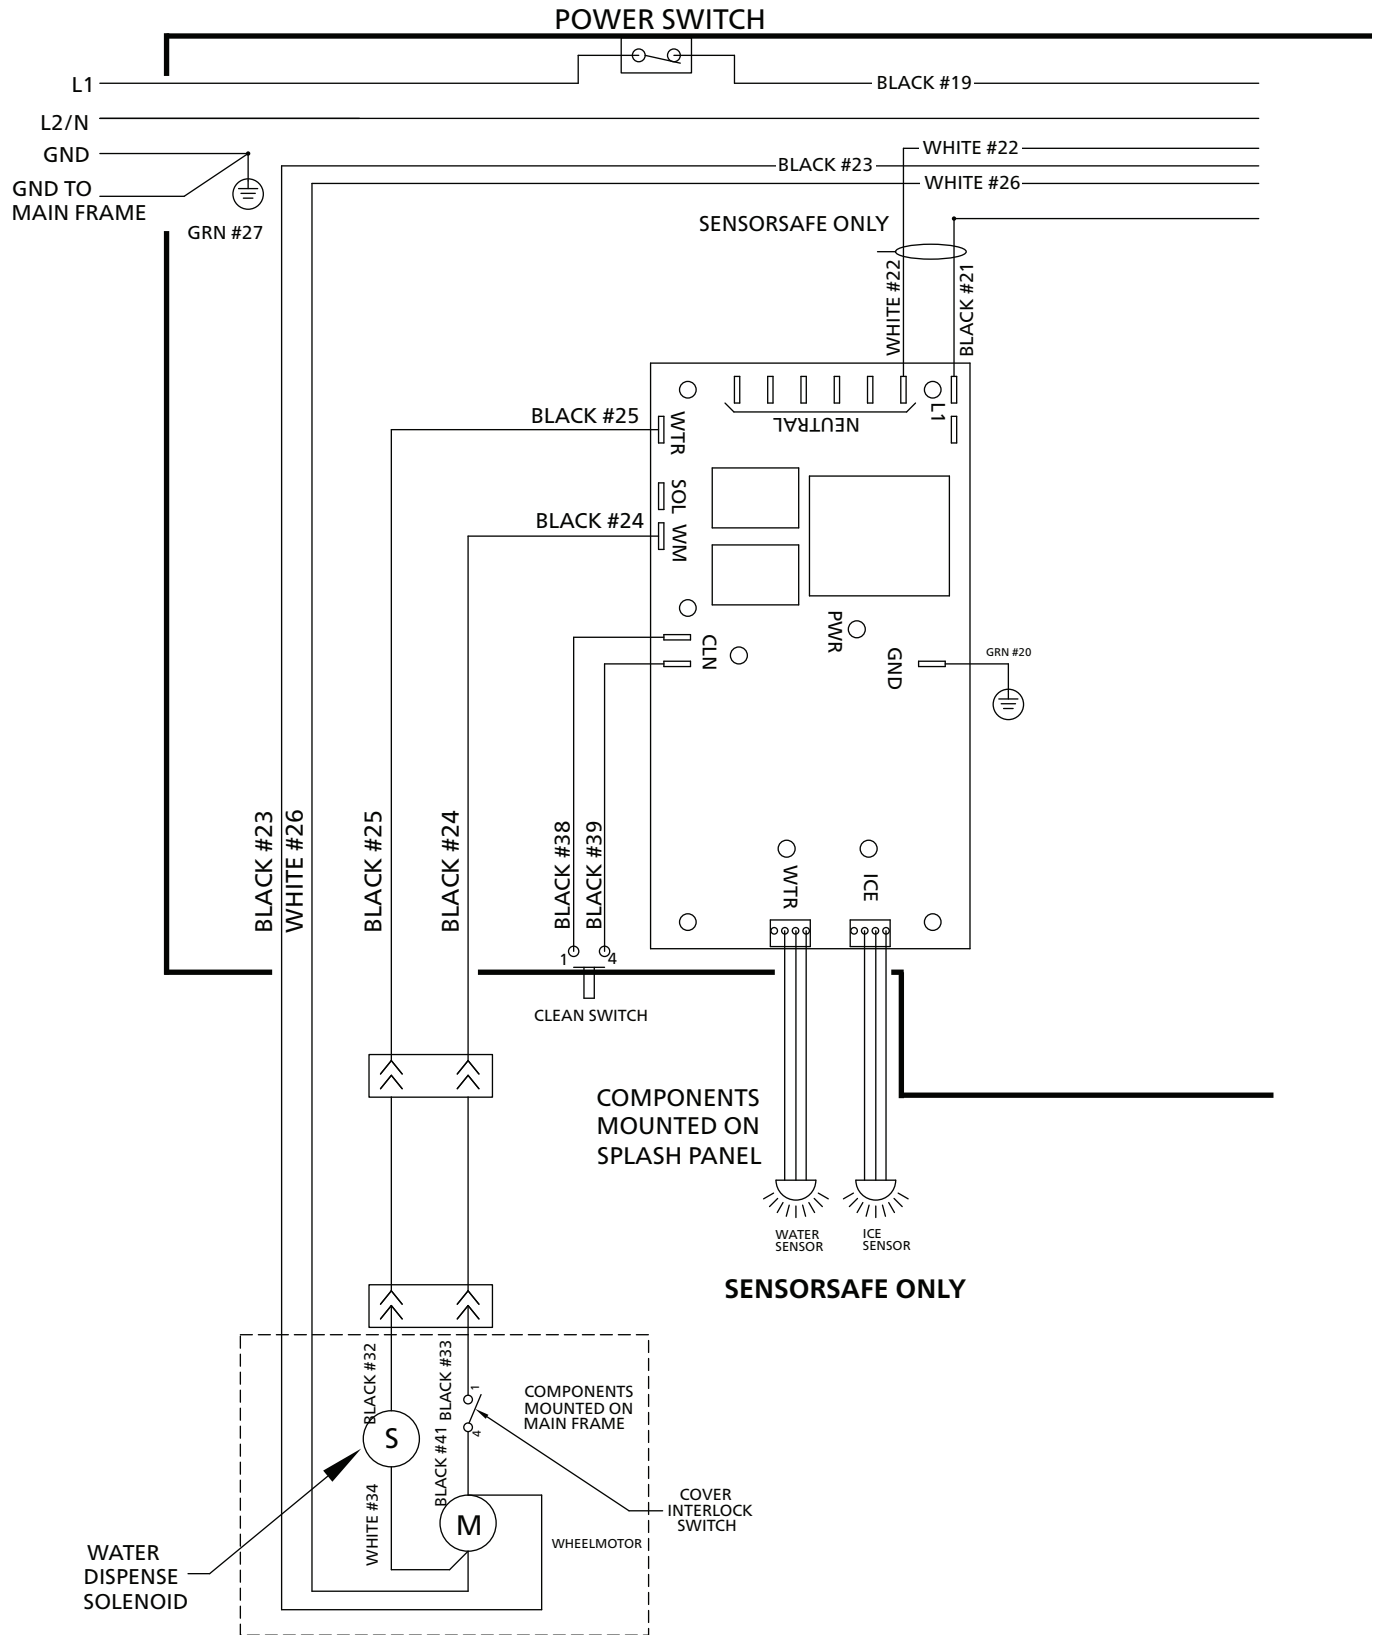 POWER SWITCH
L1
BLACK #19
L2/N
GND
WHITE #22
BLACK #23
WHITE #26
GND TO
MAIN FRAME
GRN #27
SENSORSAFE ONLY
WHITE #22
BLACK #21
BLACK #25
WTR
NEUTRAL
L1
SOL
BLACK #24
WM
CLN
PWR
GND
GRN #20
BLACK #23
WHITE #26
BLACK #25
BLACK #24
BLACK #38
BLACK #39
WTR
ICE
1
4
CLEAN SWITCH
COMPONENTS
MOUNTED ON
SPLASH PANEL
WATER
SENSOR
ICE
SENSOR
SENSORSAFE ONLY
BLACK #32
BLACK #33
1
4
COMPONENTS
MOUNTED ON
MAIN FRAME
S
BLACK #41
WHITE #34
M
COVER
INTERLOCK
SWITCH
WHEELMOTOR
WATER
DISPENSE
SOLENOID